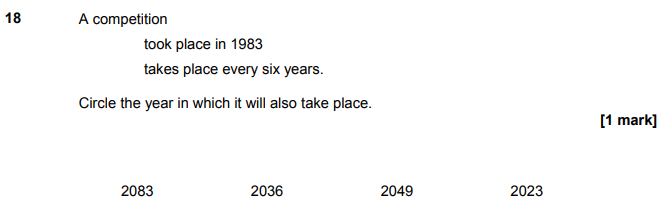 18 A competition
took place in 1983
takes place every six years.
Circle the year in which it will also take place.
[1 mark]
2083 2036 2049 2023